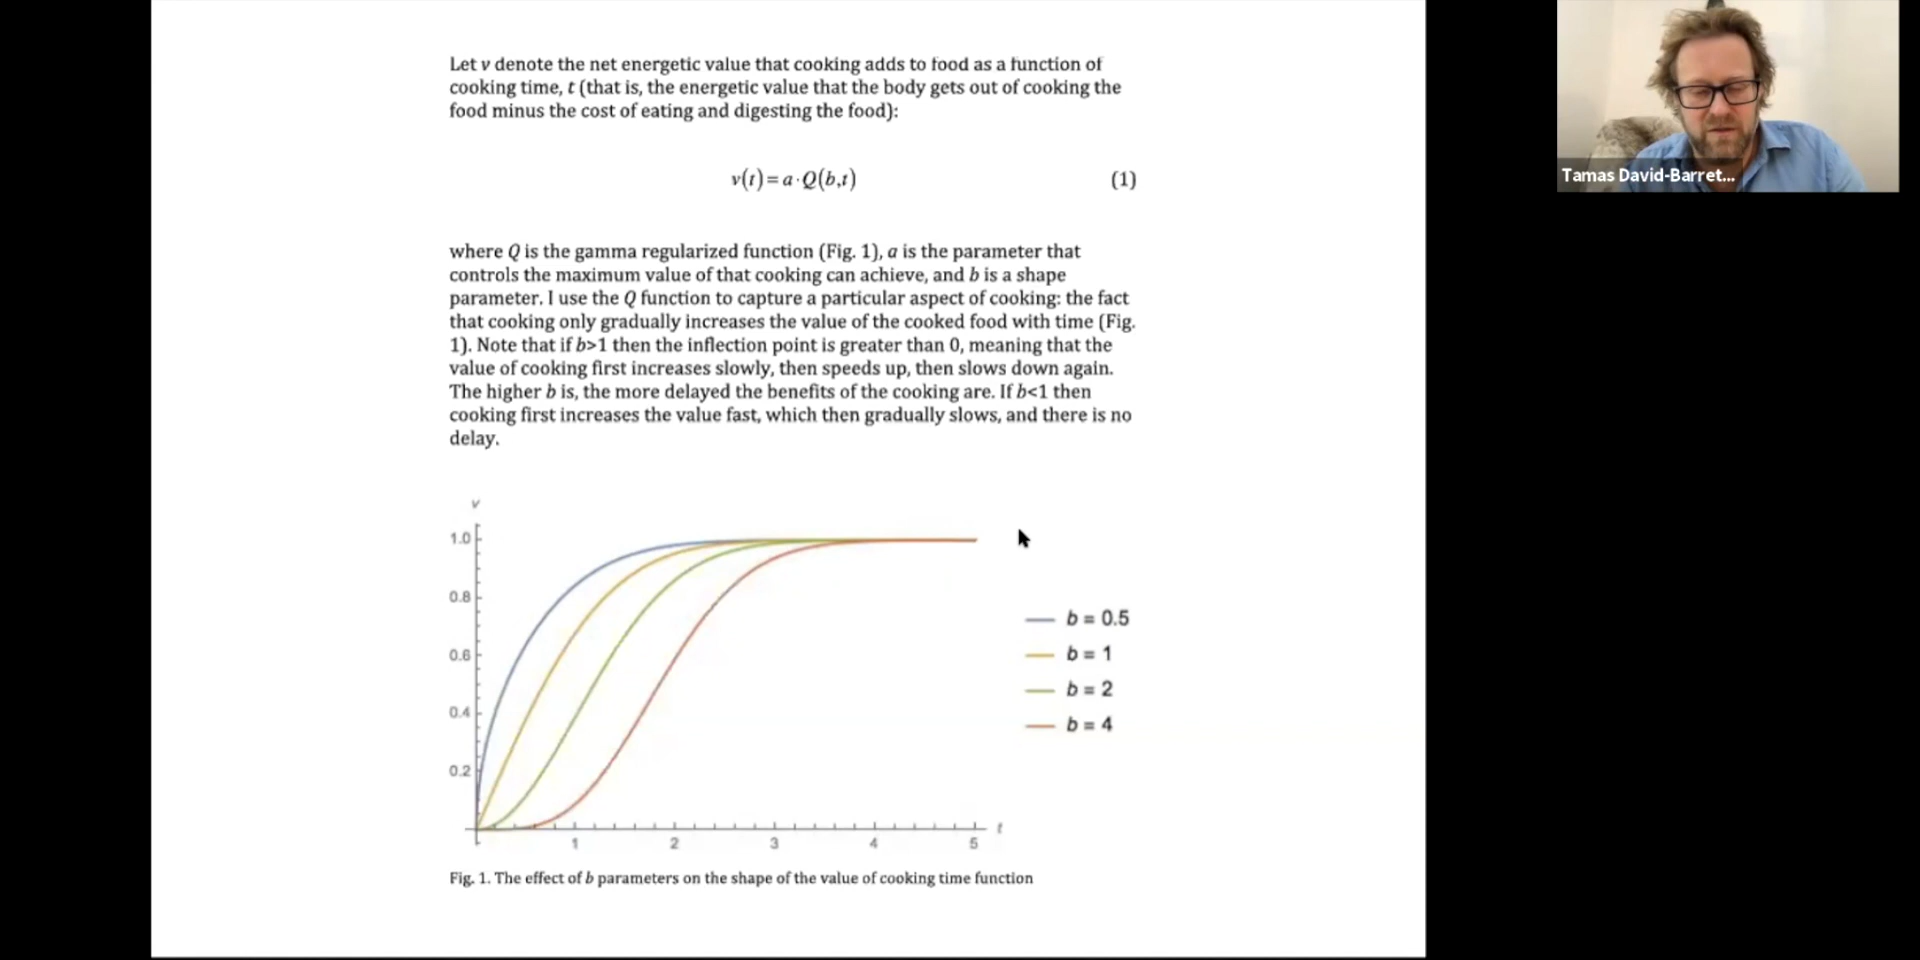 Let v denote the net energetic value that cooking adds to food as a function of
cooking time, t (that is, the energetic value that the body gets out of cooking the
food minus the cost of eating and digesting the food):
v(t)=a·Q(b,t) (1)
where Q is the gamma regularized function (Fig. 1), a is the parameter that
controls the maximum value of that cooking can achieve, and b is a shape
parameter. I use the Q function to capture a particular aspect of cooking: the fact
that cooking only gradually increases the value of the cooked food with time (Fig.
1). Note that if b>1 then the inflection point is greater than 0, meaning that the
value of cooking first increases slowly, then speeds up, then slows down again.
The higher b is, the more delayed the benefits of the cooking are. If b<1 then
cooking first increases the value fast, which then gradually slows, and there is no
delay.
v
1.0
0.8
0.6
0.4
0.2
1 2 3 4 5 t
b = 0.5
b = 1
b = 2
b = 4
Fig. 1. The effect of b parameters on the shape of the value of cooking time function
Tamas David-Barret...